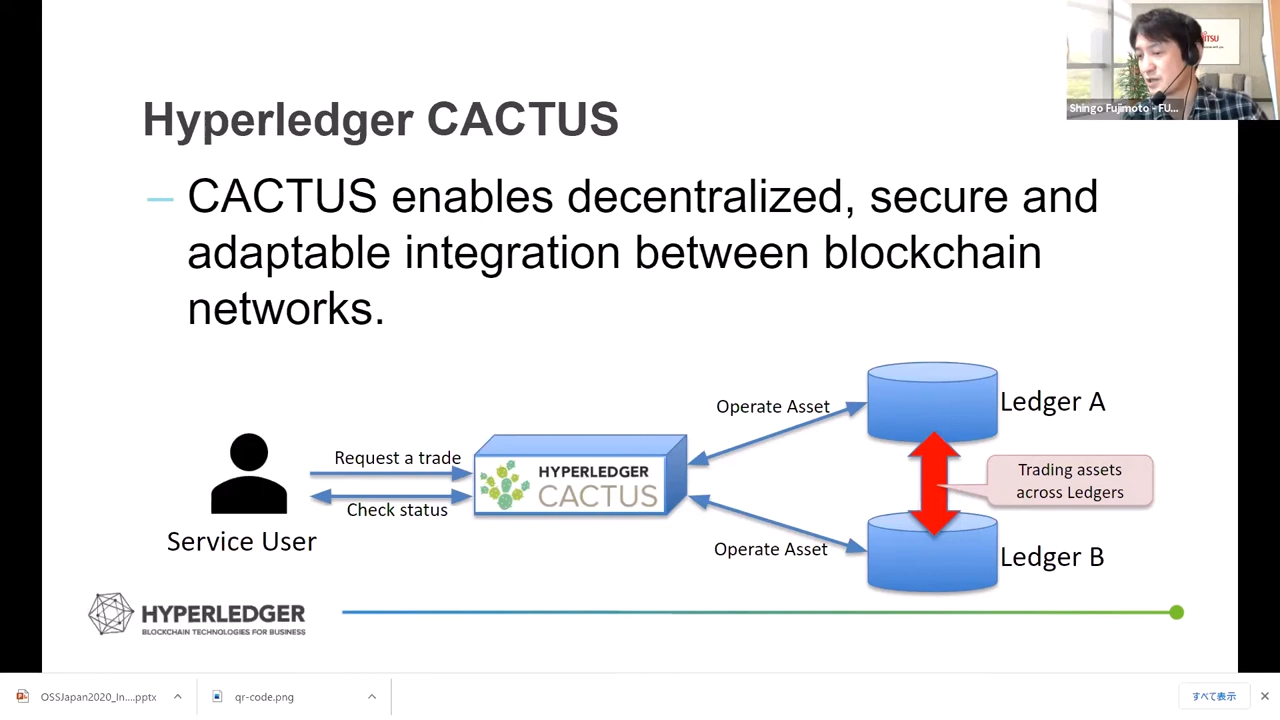 Hyperledger CACTUS
– CACTUS enables decentralized, secure and
adaptable integration between blockchain
networks.
Shingo Fujimoto - FU...
Operate Asset
Ledger A
Request a trade
HYPERLEDGER
CACTUS
Trading assets
across Ledgers
Check status
Service User
Operate Asset
Ledger B
HYPERLEDGER
BLOCKCHAIN TECHNOLOGIES FOR BUSINESS
OSSJapan2020_In....pptx
qr-code.png
すべて表示